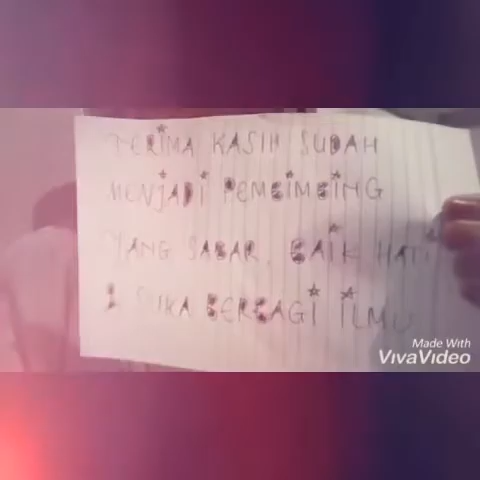 TERiMA KASIH SUDAH
MENJADi PEMBiMBiNG
YANG SABAR, BAiK HATi
& SUKA BERBAGi iLMU
Made With
VivaVideo